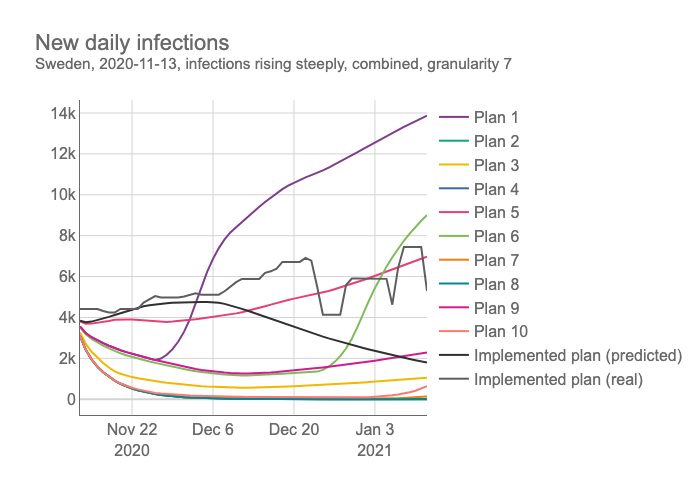 New daily infections
Sweden, 2020-11-13, infections rising steeply, combined, granularity 7
14k
12k
10k
8k
6k
4k
2k
0
Nov 22
2020
Dec 6
Dec 20
Jan 3
2021
Plan 1
Plan 2
Plan 3
Plan 4
Plan 5
Plan 6
Plan 7
Plan 8
Plan 9
Plan 10
Implemented plan (predicted)
Implemented plan (real)